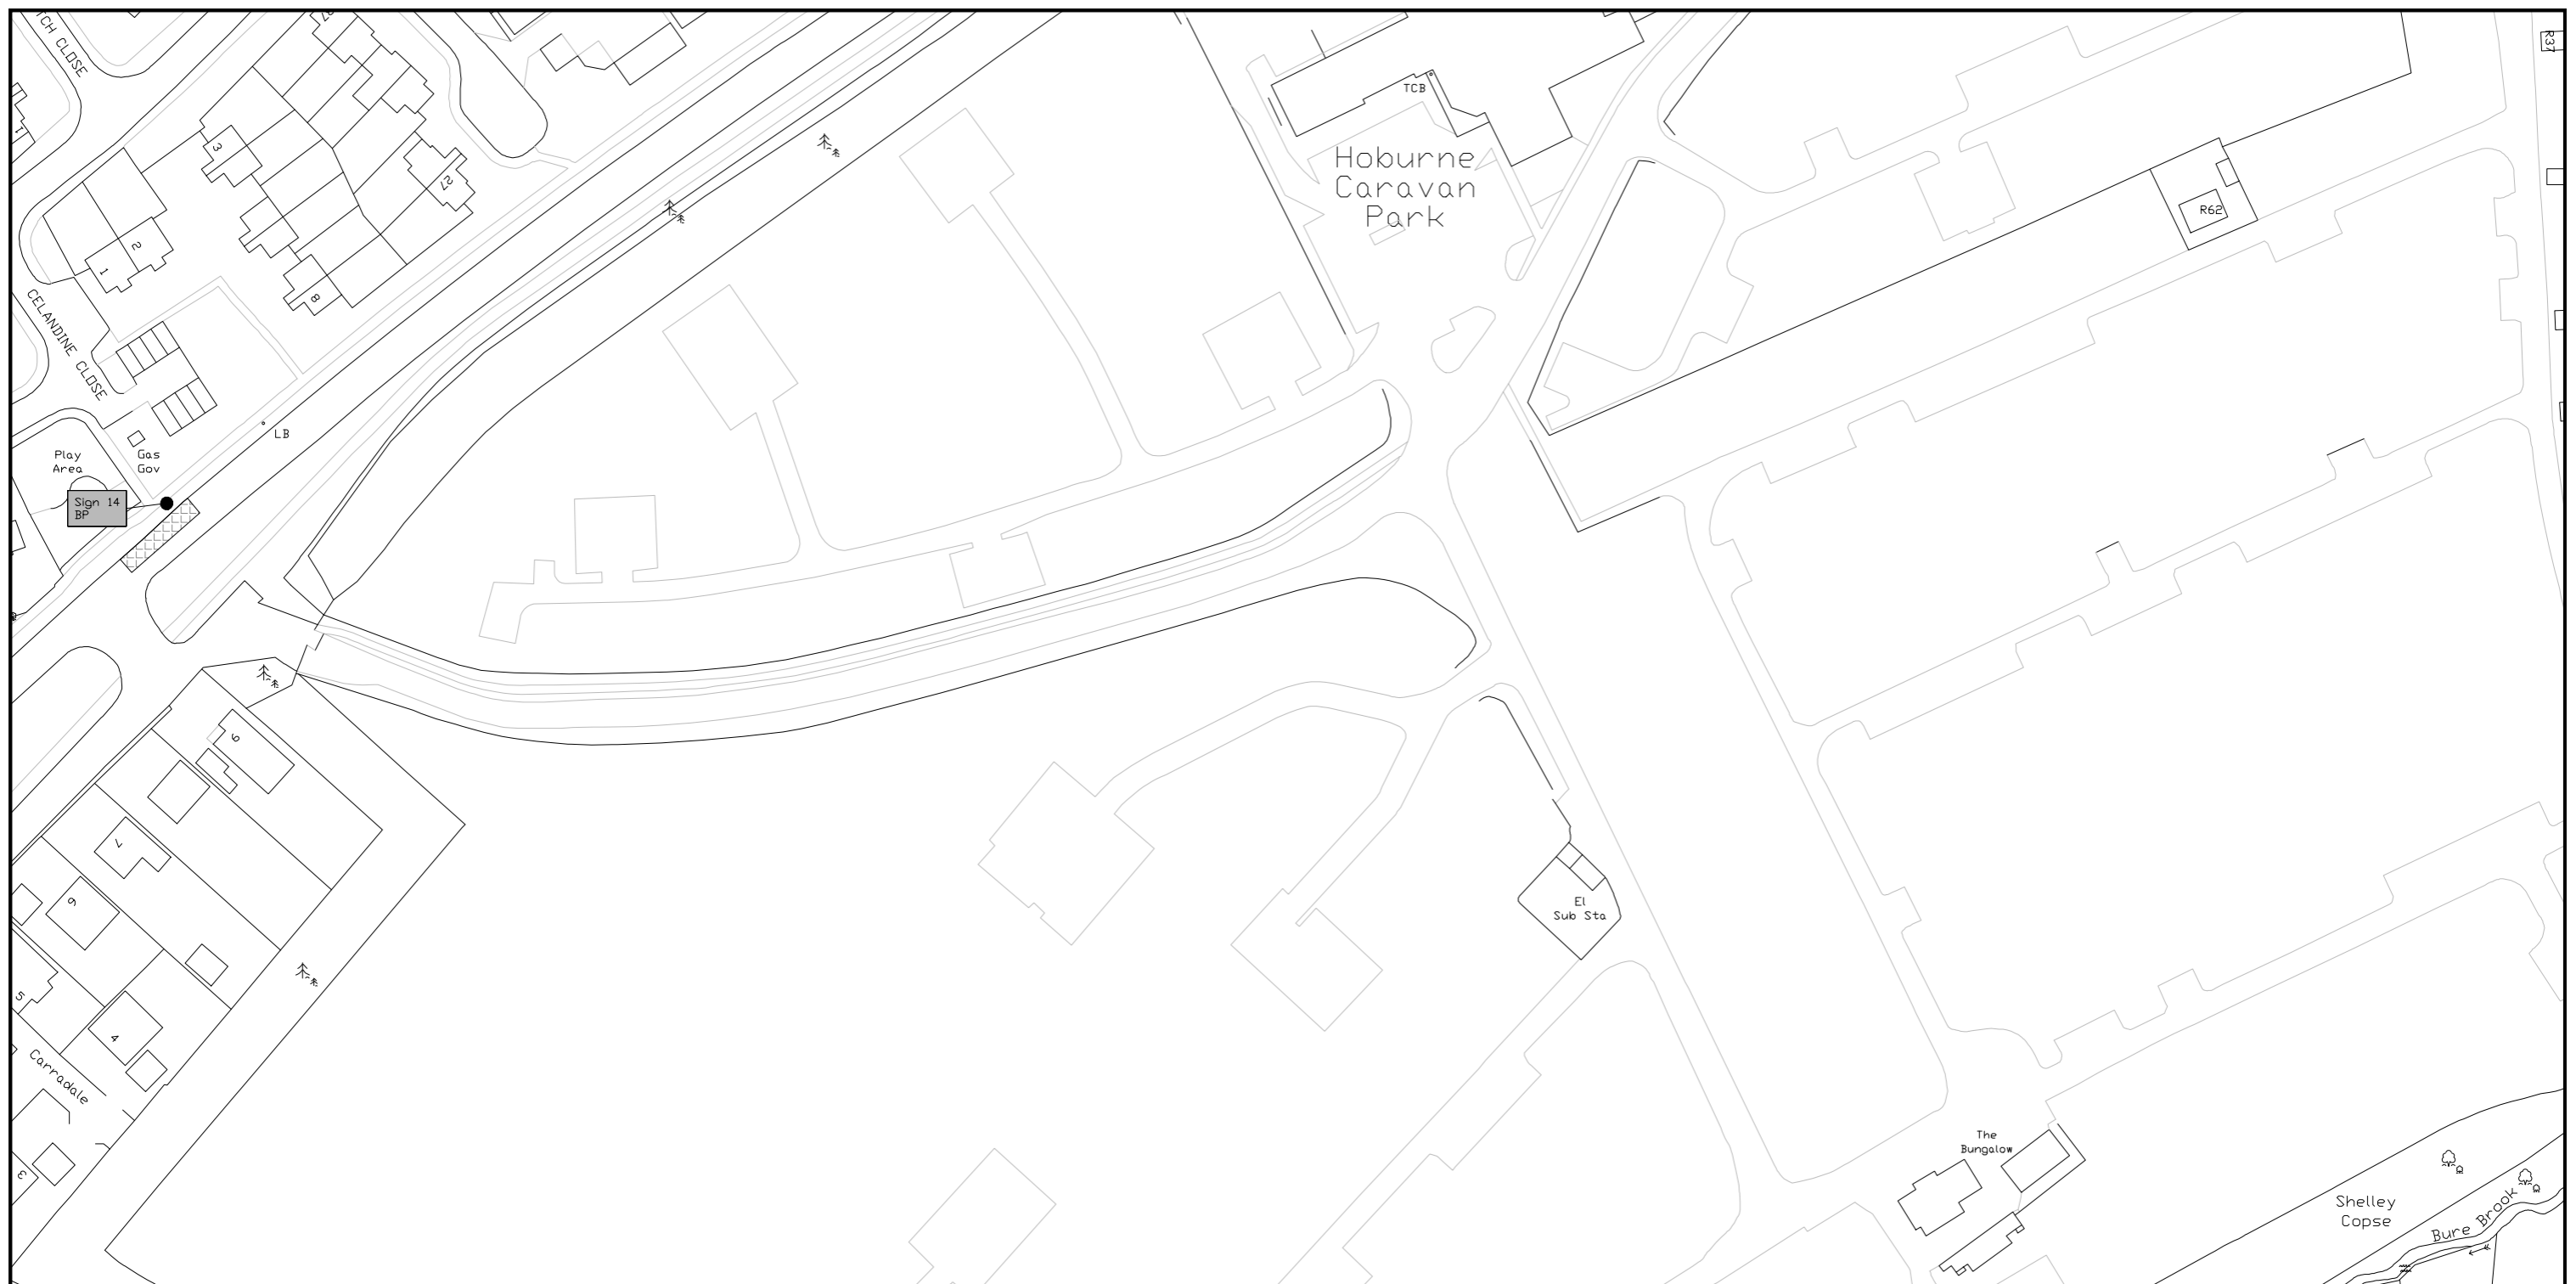 TCH CLOSE
27
R37
TCB
3
Hoburne
Caravan
Park
27
R62
2
1
8
CELANDINE CLOSE
LB
Play
Area
Gas
Gov
Sign 14
BP
9
7
6
El
Sub Sta
5
4
Carradale
The
Bungalow
3
Shelley
Copse
Bure Brook